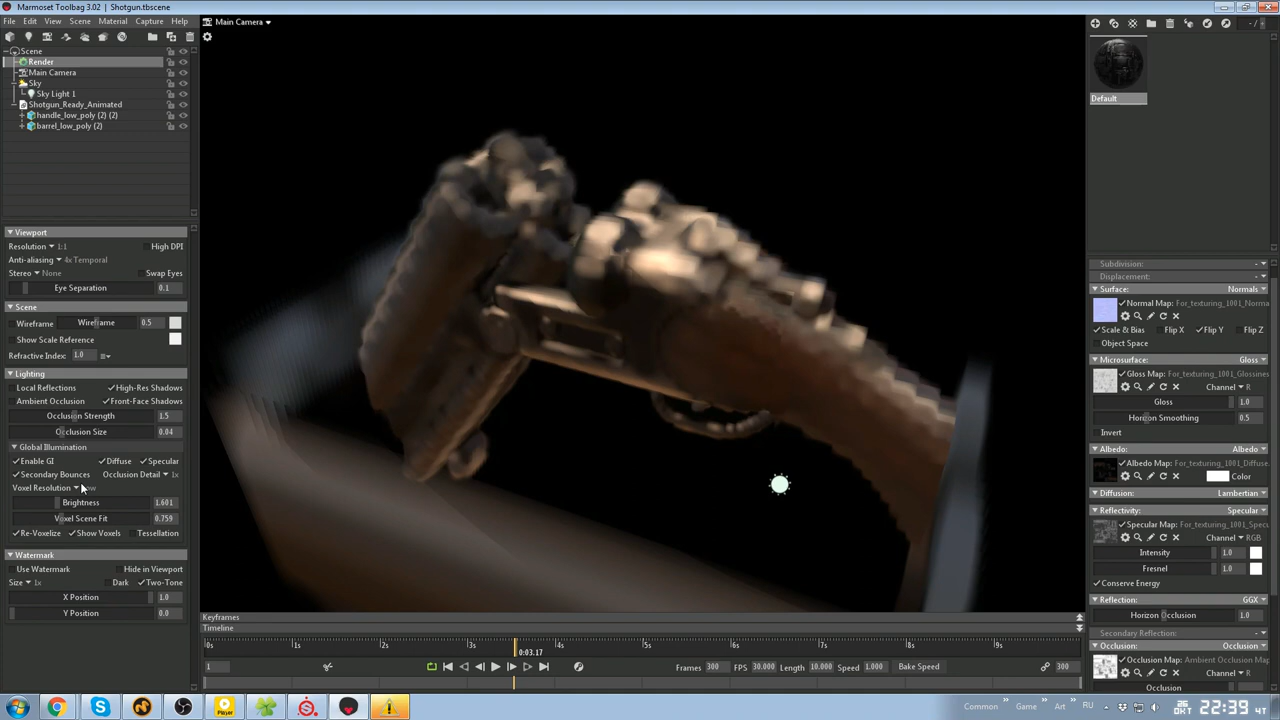 Marmoset Toolbag 3.02 | Shotgun.tbscene
File Edit View Scene Material Capture Help
Main Camera
Scene
Render
Main Camera
Sky
Sky Light 1
Shotgun_Ready_Animated
handle_low_poly (2) (2)
barrel_low_poly (2)
Viewport
Resolution 1:1 High DPI
Anti-aliasing 4x Temporal
Stereo None Swap Eyes
Eye Separation 0.1
Scene
Wireframe Wireframe 0.5
Show Scale Reference
Refractive Index: 1.0
Lighting
Local Reflections High-Res Shadows
Ambient Occlusion Front-Face Shadows
Occlusion Strength 1.5
Occlusion Size 0.04
Global Illumination
Enable GI Diffuse Specular
Secondary Bounces Occlusion Detail 1x
Voxel Resolution
Brightness 1.601
Voxel Scene Fit 0.759
Re-Voxelize Show Voxels Tessellation
Watermark
Use Watermark Hide in Viewport
Size 1x Dark Two-Tone
X Position 1.0
Y Position 0.0
Keyframes
Timeline
0s 1s 2s 3s 4s 5s 6s 7s 8s 9s
0:03.17
1 Frames 300 FPS 30.000 Length 10.000 Speed 1.000 Bake Speed 300
Default
Subdivision:
Displacement:
Surface: Normals
Normal Map: For_texturing_1001_Normal
Scale & Bias Flip X Flip Y Flip Z
Object Space
Microsurface: Gloss
Gloss Map: For_texturing_1001_Glossine
Channel R
Gloss 1.0
Horizon Smoothing 0.5
Invert
Albedo: Albedo
Albedo Map: For_texturing_1001_Diffuse.
Color
Diffusion: Lambertian
Reflectivity: Specular
Specular Map: For_texturing_1001_Specu
Channel RGB
Intensity 1.0
Fresnel 1.0
Conserve Energy
Reflection: GGX
Horizon Occlusion 1.0
Secondary Reflection:
Occlusion: Occlusion
Occlusion Map: Ambient Occlusion Map
Channel R
Occlusion
Common Game Art RU 22:39